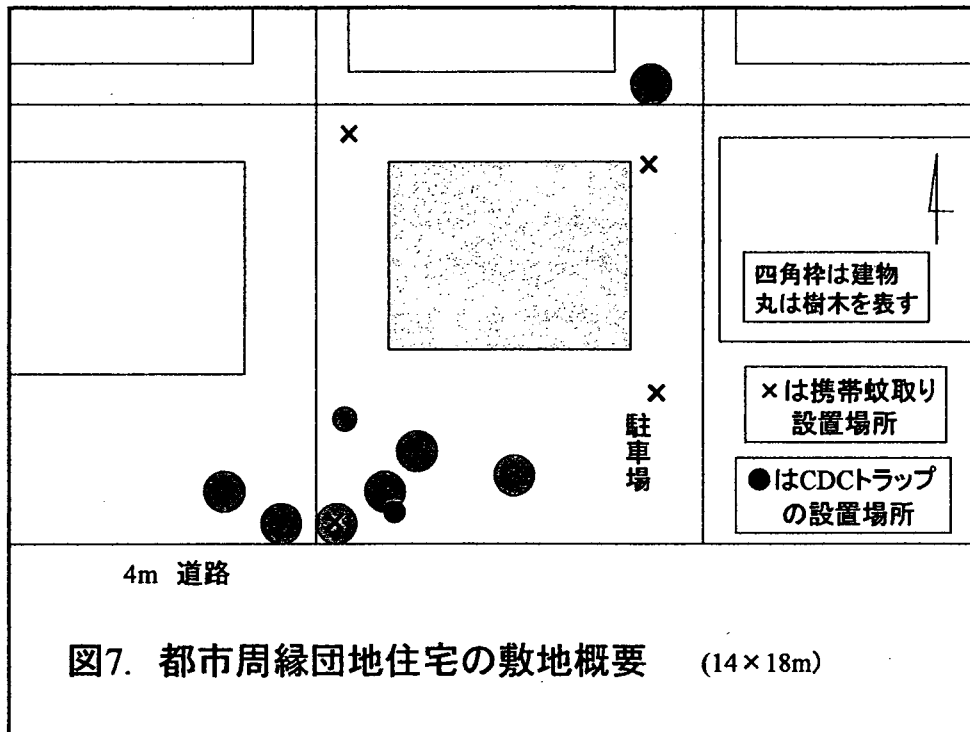 四角枠は建物
丸は樹木を表す
×は携帯蚊取り
設置場所
駐車場
●はCDCトラップ
の設置場所
4m 道路
図7. 都市周縁団地住宅の敷地概要 (14×18m)